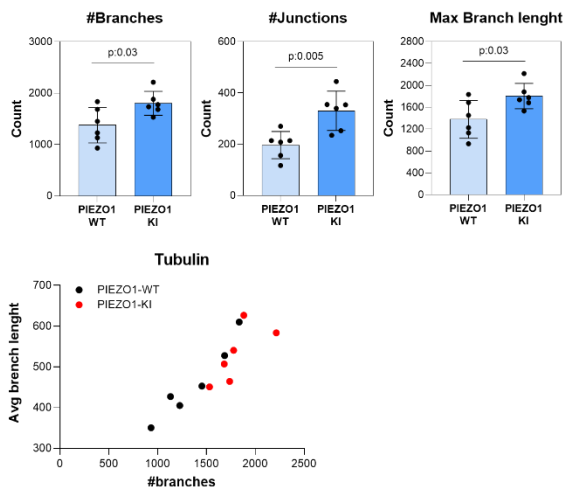 #Branches
3000
2000
1000
0
Count
p:0.03
PIEZO1
WT
PIEZO1
KI
#Junctions
600
400
200
0
Count
p:0.005
PIEZO1
WT
PIEZO1
KI
Max Branch lenght
2800
2400
2000
1600
1200
800
400
0
Count
p:0.03
PIEZO1
WT
PIEZO1
KI
Tubulin
PIEZO1-WT
PIEZO1-KI
700
600
500
400
300
Avg brench lenght
0
500
1000
1500
2000
2500
#branches